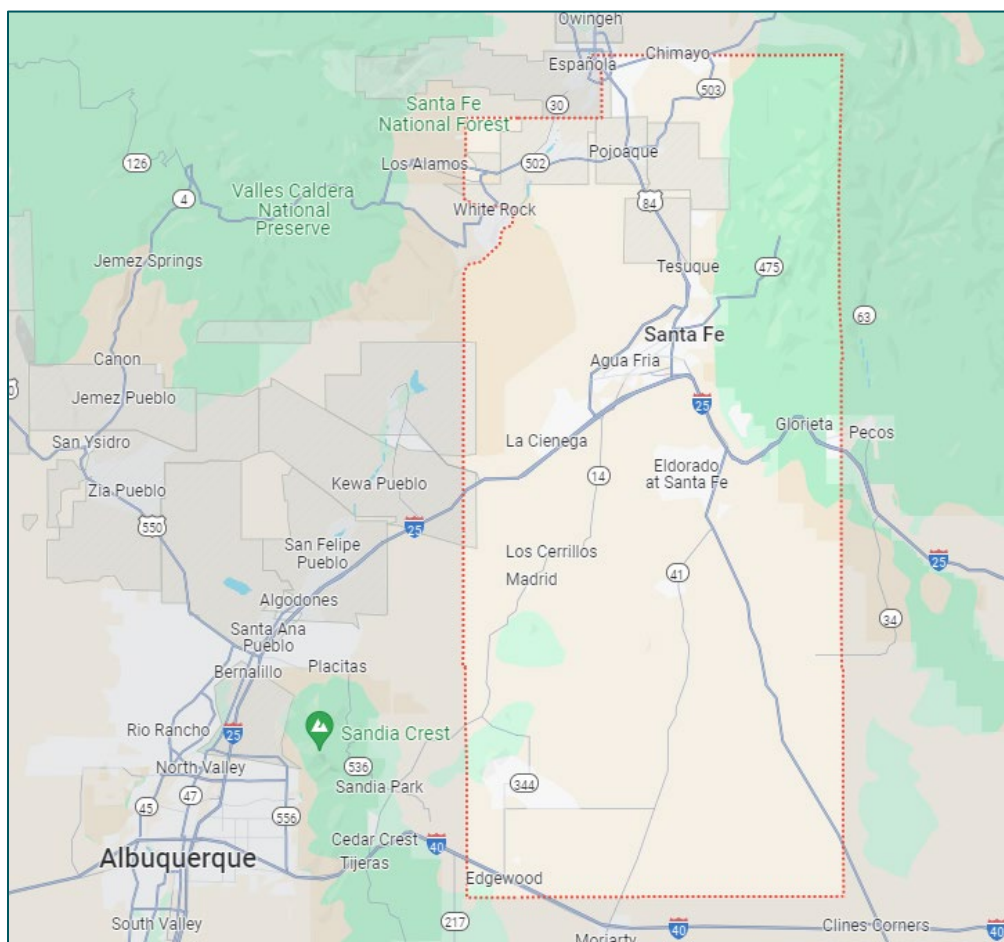 Owingeh
Española
Chimayo
503
Santa Fe
National Forest
30
126
Los Alamos
502
Pojoaque
4
Valles Caldera
National
Preserve
White Rock
84
Jemez Springs
Tesuque
475
63
Santa Fe
Canon
Agua Fria
Jemez Pueblo
25
Glorieta
Pecos
San Ysidro
La Cienega
Zia Pueblo
Kewa Pueblo
14
Eldorado
at Santa Fe
550
25
San Felipe
Pueblo
Los Cerrillos
25
Madrid
41
Algodones
34
Santa Ana
Pueblo
Bernalillo
Placitas
Rio Rancho
25
Sandia Crest
North Valley
536
Sandia Park
344
45
47
556
Cedar Crest
40
Albuquerque
Tijeras
Edgewood
South Valley
217
Moriarty
40
Clines Corners
40